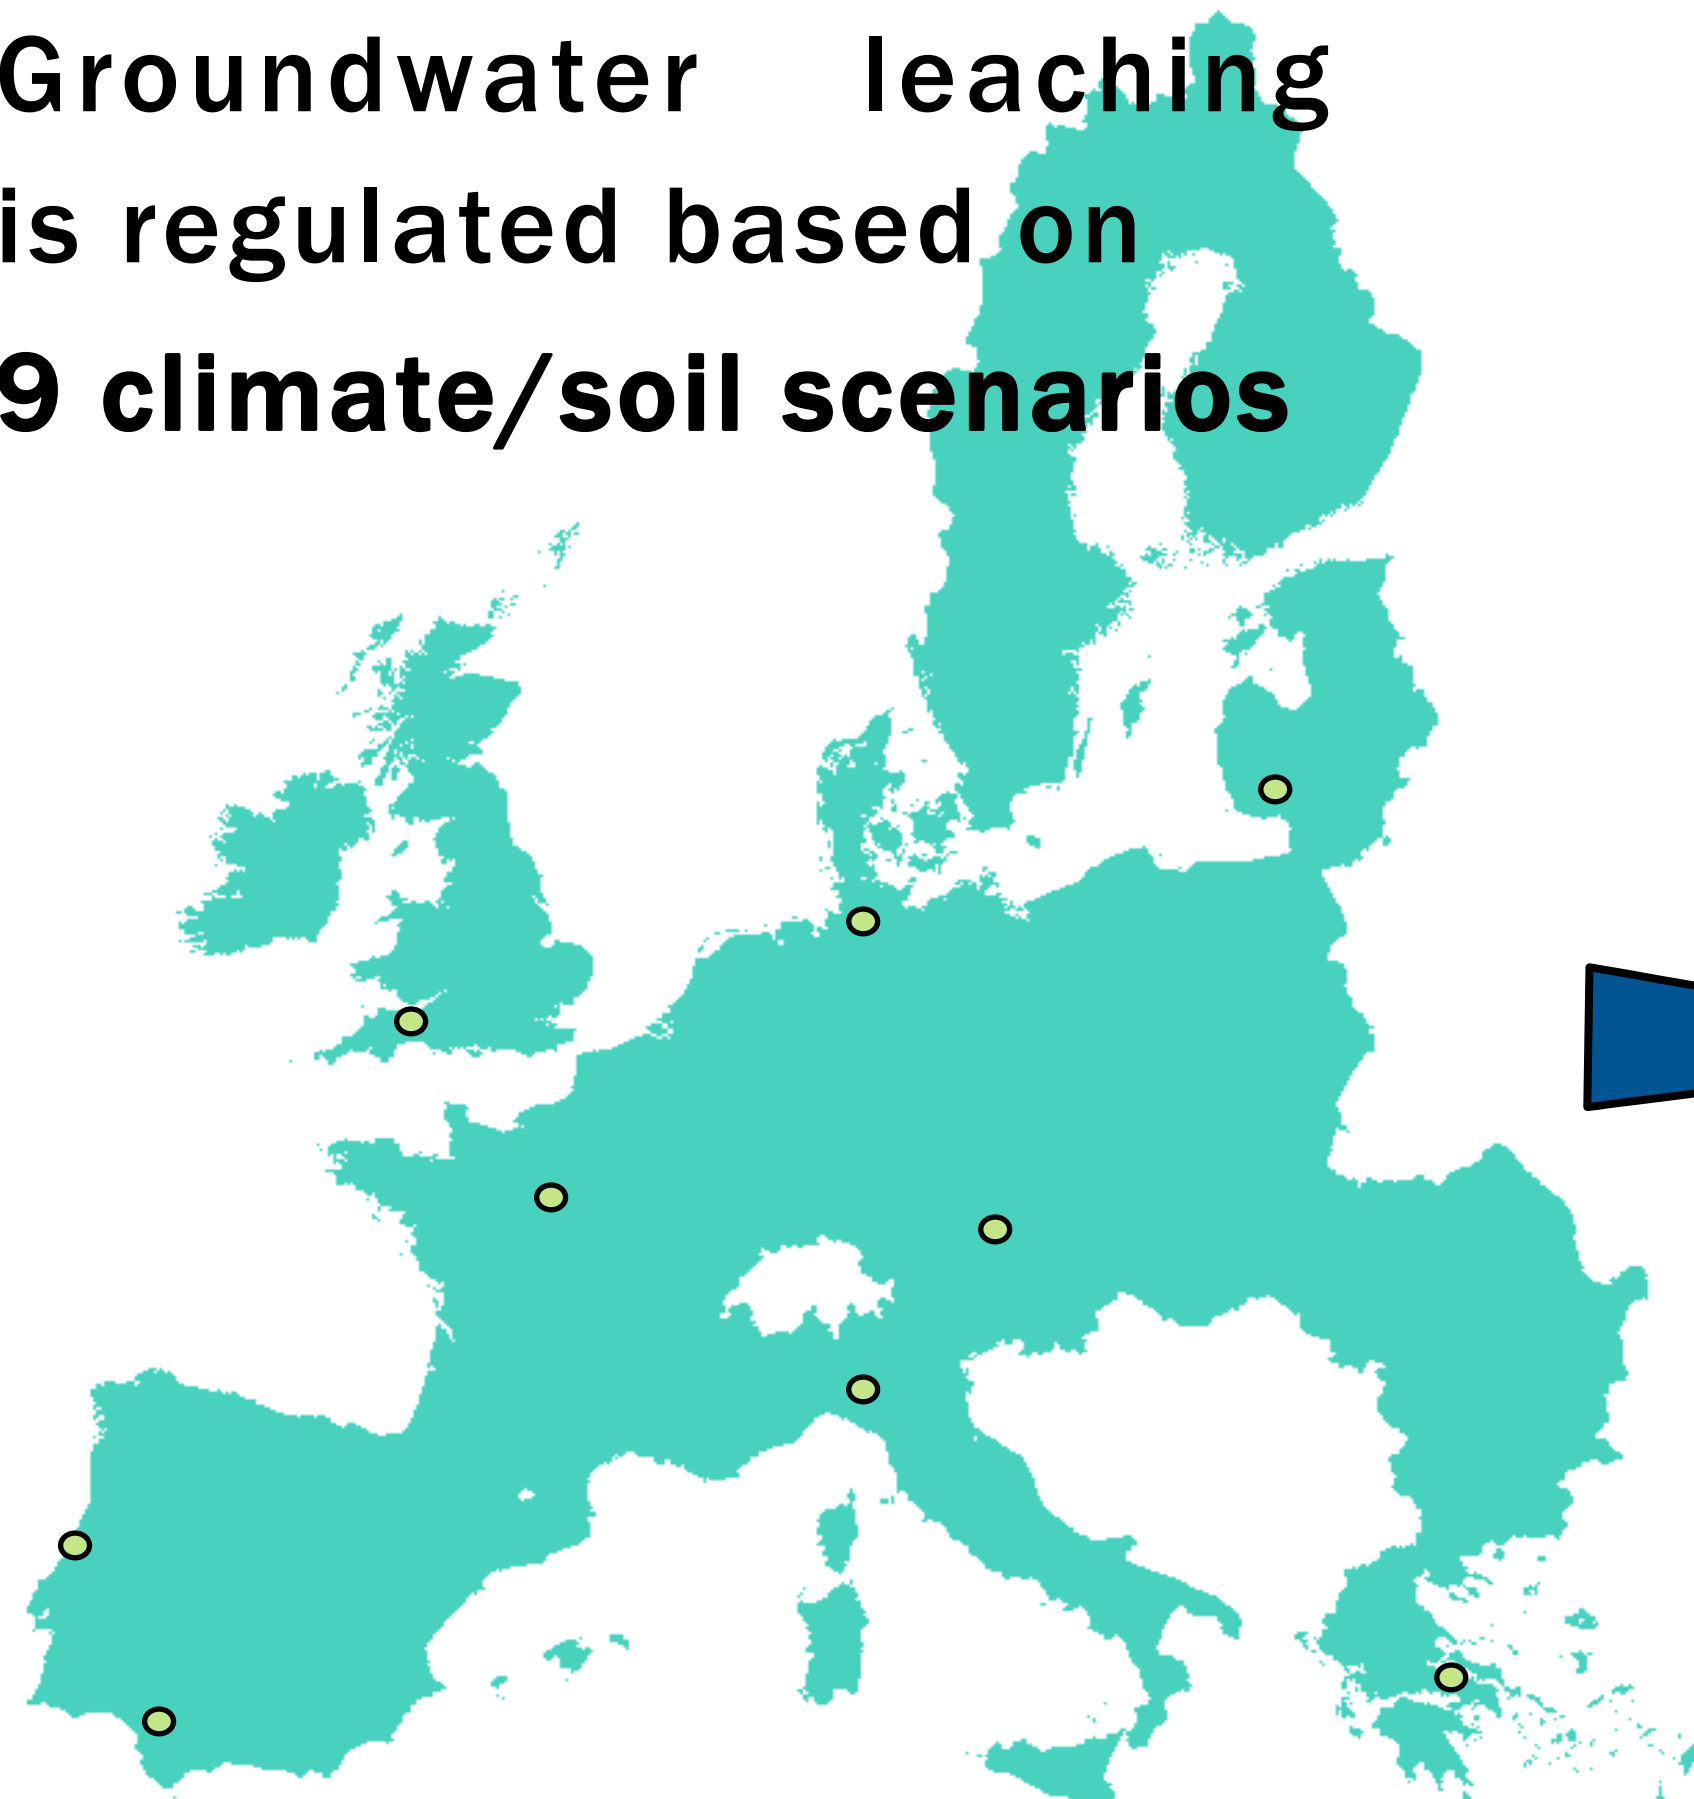 Groundwater leaching
is regulated based on
9 climate/soil scenarios